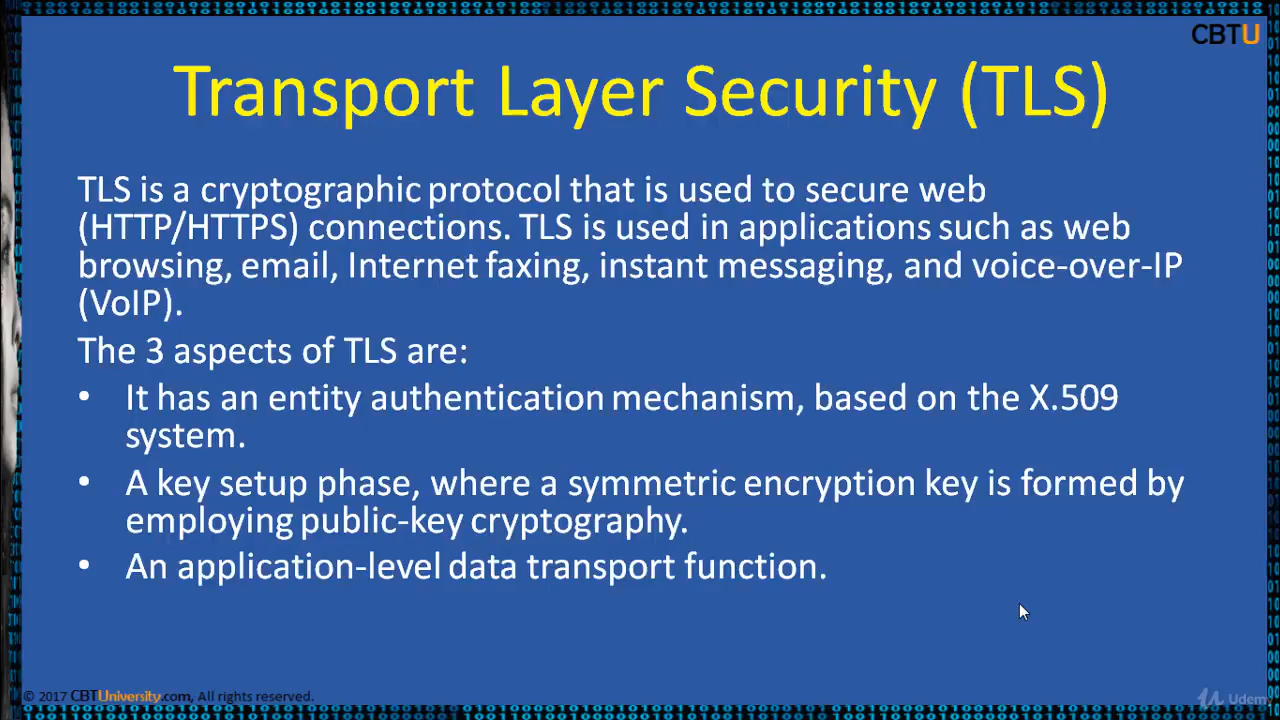 CBTU
Transport Layer Security (TLS)
TLS is a cryptographic protocol that is used to secure web
(HTTP/HTTPS) connections. TLS is used in applications such as web
browsing, email, Internet faxing, instant messaging, and voice-over-IP
(VoIP).
The 3 aspects of TLS are:
• It has an entity authentication mechanism, based on the X.509
system.
• A key setup phase, where a symmetric encryption key is formed by
employing public-key cryptography.
• An application-level data transport function.
© 2017 CBTUniversity.com, All rights reserved.
Udemy